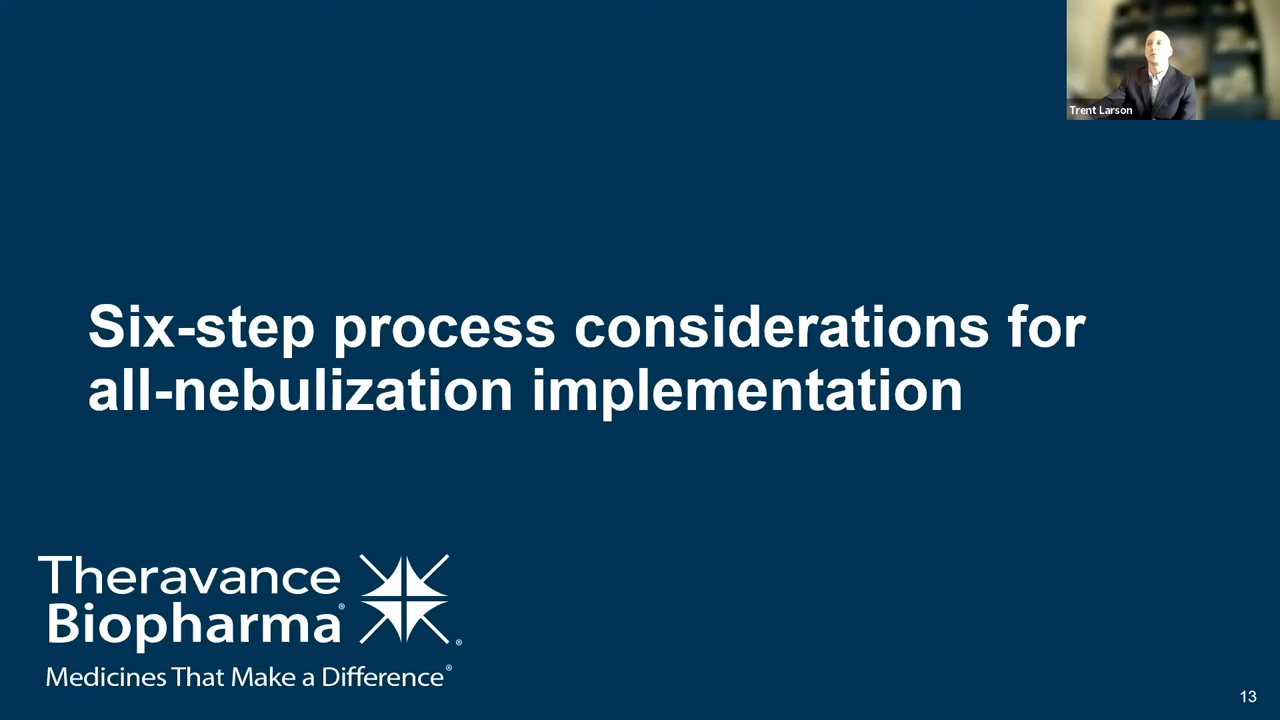 Trent Larson
Six-step process considerations for
all-nebulization implementation
Theravance
Biopharma®
®
Medicines That Make a Difference®
13